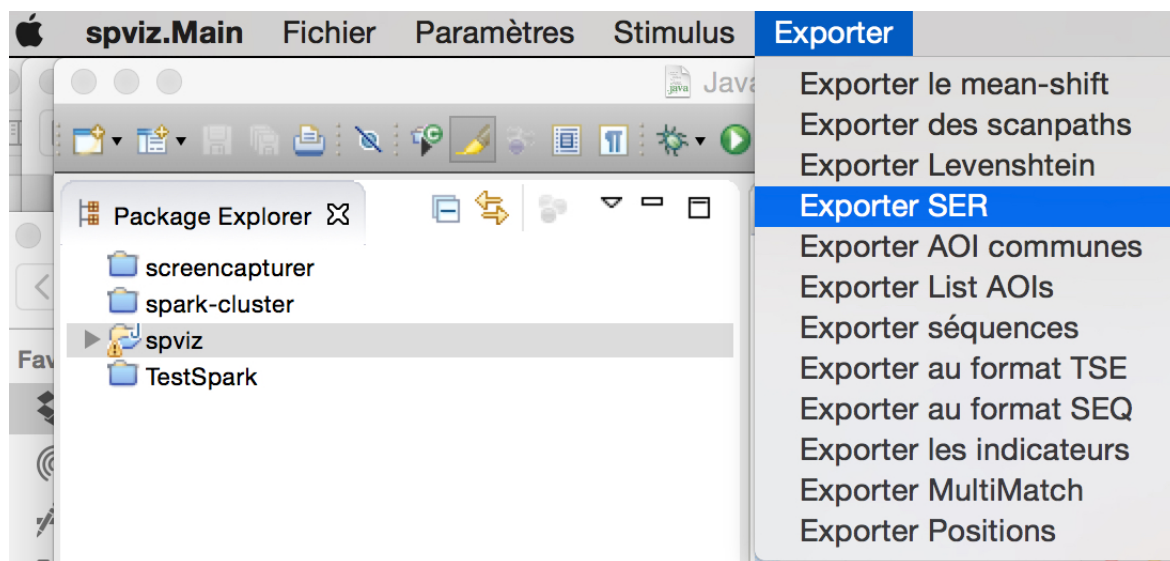 spviz.Main Fichier Paramètres Stimulus Exporter
Java
Package Explorer
screencapturer
spark-cluster
spviz
TestSpark
Exporter le mean-shift
Exporter des scanpaths
Exporter Levenshtein
Exporter SER
Exporter AOI communes
Exporter List AOIs
Exporter séquences
Exporter au format TSE
Exporter au format SEQ
Exporter les indicateurs
Exporter MultiMatch
Exporter Positions
Fav